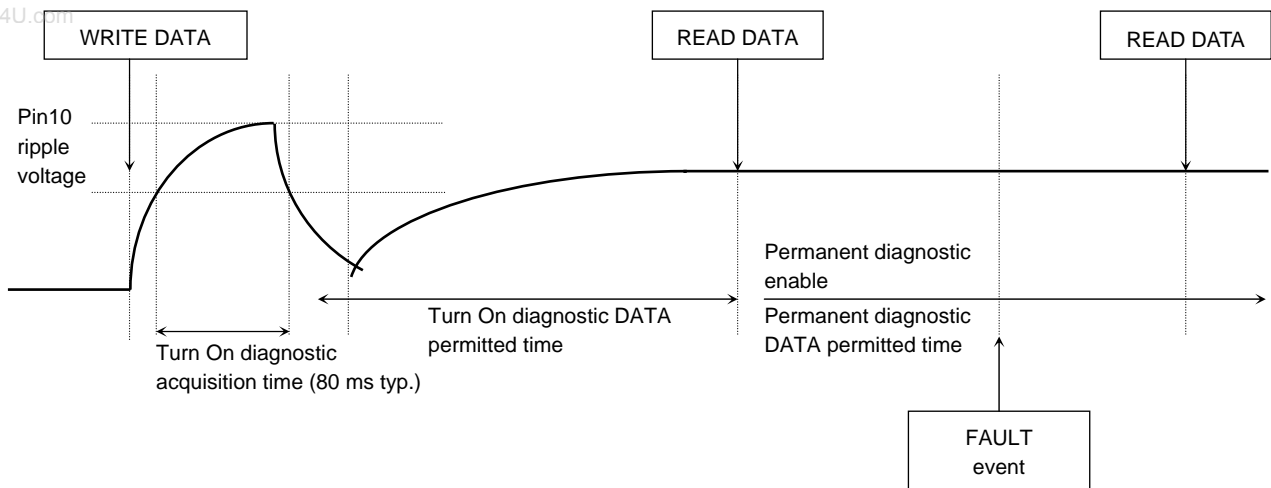 4U.com
WRITE DATA
READ DATA
READ DATA
Pin10
ripple
voltage
Permanent diagnostic
enable
Turn On diagnostic DATA
permitted time
Permanent diagnostic
DATA permitted time
Turn On diagnostic
acquisition time (80 ms typ.)
FAULT
event